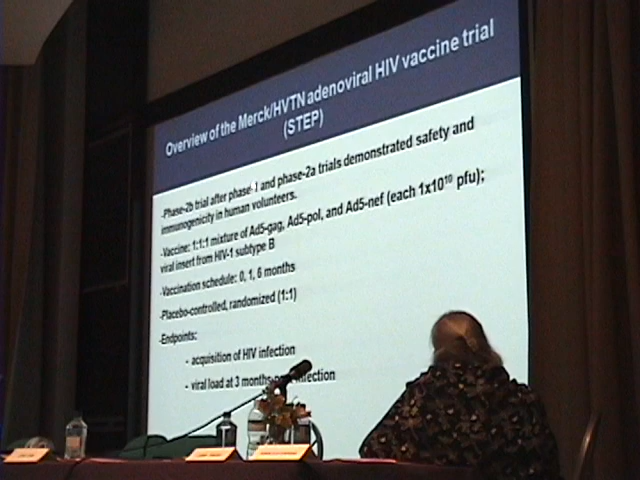 Overview of the Merck/HVTN adenoviral HIV vaccine trial
(STEP)
-Phase-2b trial after phase-1 and phase-2a trials demonstrated safety and
immunogenicity in human volunteers.
-Vaccine: 1:1:1 mixture of Ad5-gag, Ad5-pol, and Ad5-nef (each 1x10¹⁰ pfu);
viral insert from HIV-1 subtype B
-Vaccination schedule: 0, 1, 6 months
-Placebo-controlled, randomized (1:1)
-Endpoints:
- acquisition of HIV infection
- viral load at 3 months